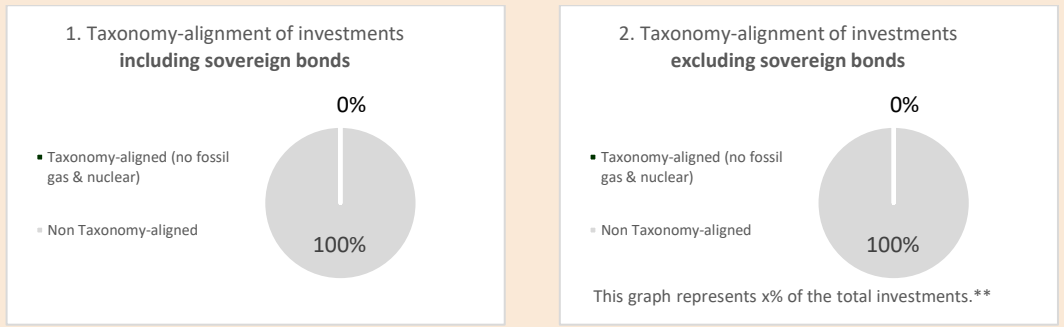 1. Taxonomy-alignment of investments
including sovereign bonds
0%
Taxonomy-aligned (no fossil
gas & nuclear)
Non Taxonomy-aligned
100%
2. Taxonomy-alignment of investments
excluding sovereign bonds
0%
Taxonomy-aligned (no fossil
gas & nuclear)
Non Taxonomy-aligned
100%
This graph represents x% of the total investments.**